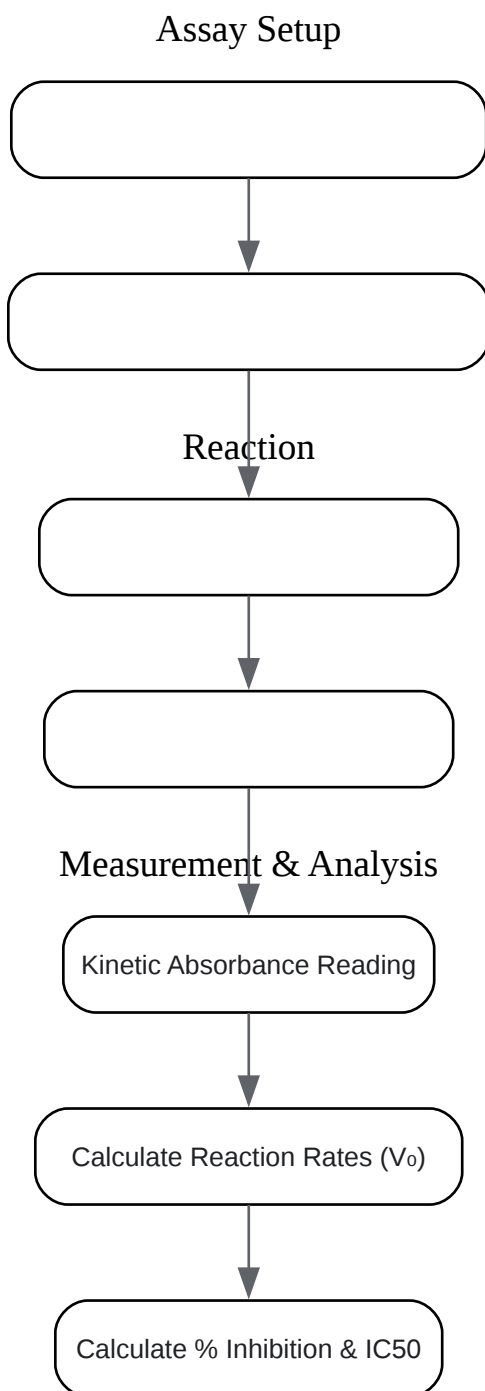 Assay Setup
Reaction
Measurement & Analysis
Kinetic Absorbance Reading
Calculate Reaction Rates (V₀)
Calculate % Inhibition & IC50